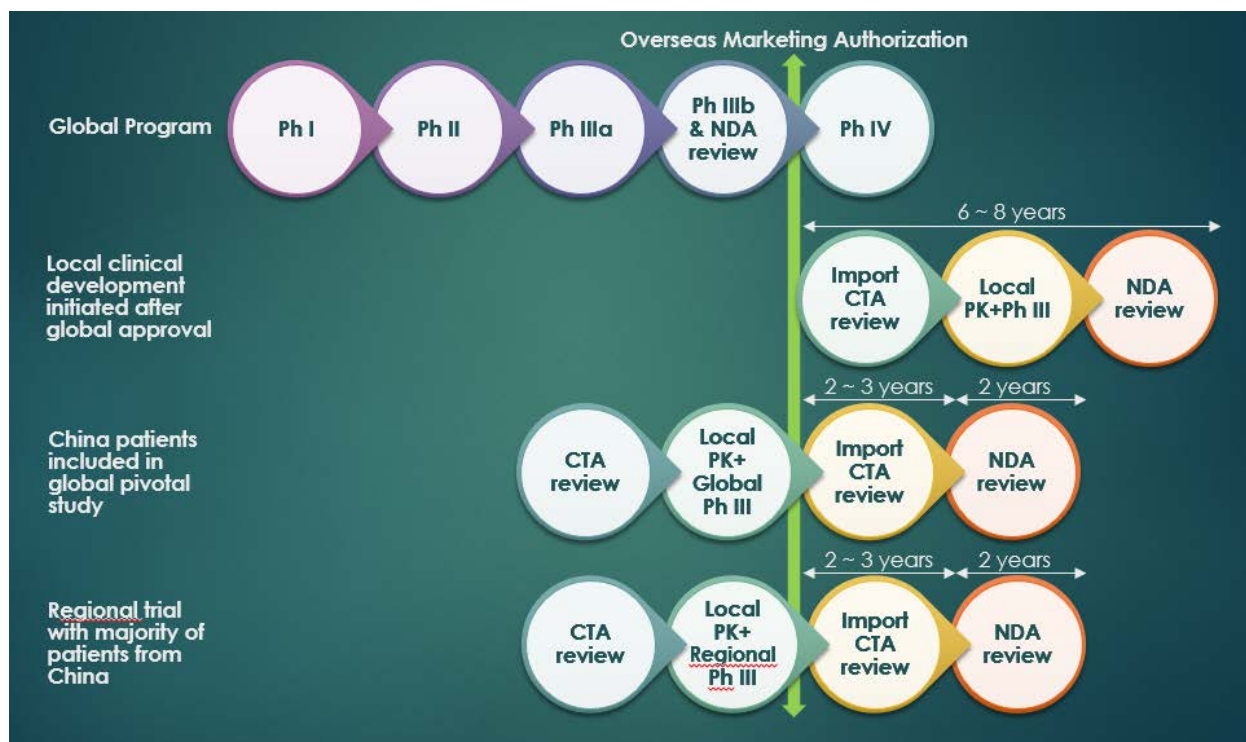 Overseas Marketing Authorization
Global Program
Ph I
Ph II
Ph IIIa
Ph IIIb
& NDA
review
Ph IV
6 ~ 8 years
Local clinical
development
initiated after
global approval
Import
CTA
review
Local
PK+Ph III
NDA
review
2 ~ 3 years
2 years
China patients
included in
global pivotal
study
CTA
review
Local
PK+
Global
Ph III
Import
CTA
review
NDA
review
2 ~ 3 years
2 years
Regional trial
with majority of
patients from
China
CTA
review
Local
PK+
Regional
Ph III
Import
CTA
review
NDA
review